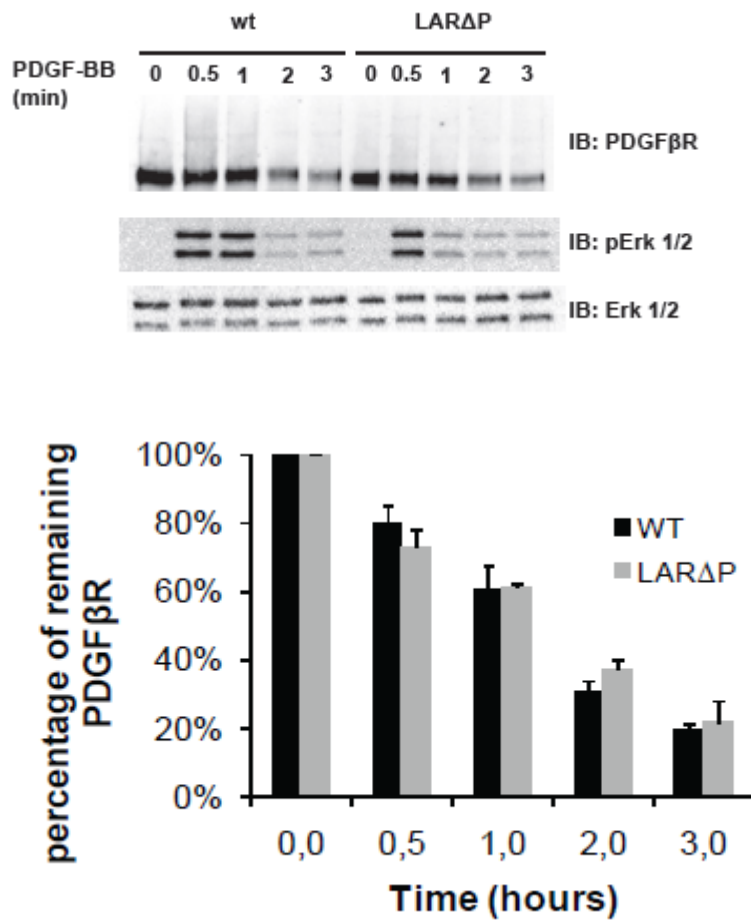 wt LARΔP
PDGF-BB 0 0.5 1 2 3 0 0.5 1 2 3
(min)
IB: PDGFβR
IB: pErk 1/2
IB: Erk 1/2
percentage of remaining
PDGFβR
100%
80%
60%
40%
20%
0%
WT
LARΔP
0,0 0,5 1,0 2,0 3,0
Time (hours)